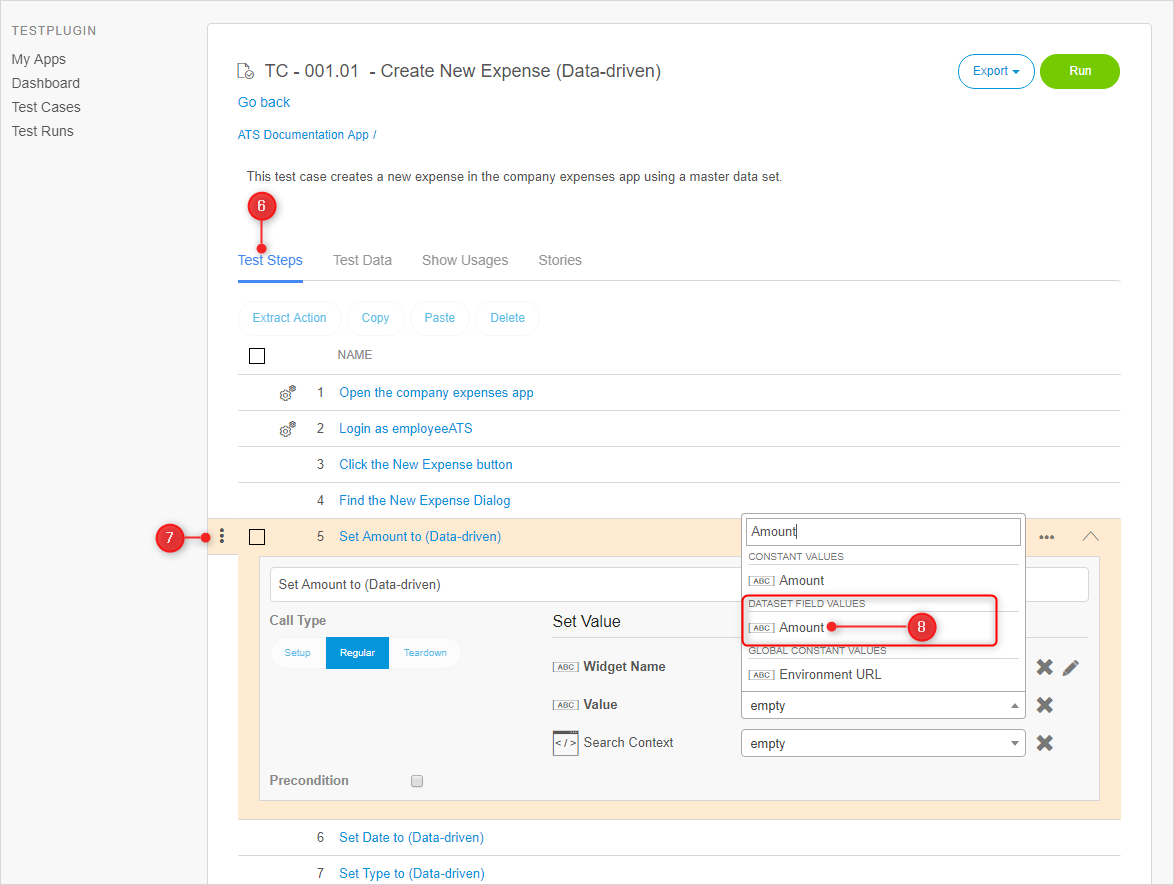 TESTPLUGIN
My Apps
Dashboard
Test Cases
Test Runs
TC - 001.01 - Create New Expense (Data-driven)
Export
Run
Go back
ATS Documentation App /
This test case creates a new expense in the company expenses app using a master data set.
6
Test Steps Test Data Show Usages Stories
Extract Action Copy Paste Delete
NAME
1 Open the company expenses app
2 Login as employeeATS
3 Click the New Expense button
4 Find the New Expense Dialog
7
5 Set Amount to (Data-driven)
Amount
CONSTANT VALUES
ABC Amount
DATASET FIELD VALUES
ABC Amount
8
GLOBAL CONSTANT VALUES
ABC Environment URL
Set Amount to (Data-driven)
Call Type
Setup Regular Teardown
Set Value
ABC Widget Name
ABC Value
empty
</> Search Context
empty
Precondition
6 Set Date to (Data-driven)
7 Set Type to (Data-driven)